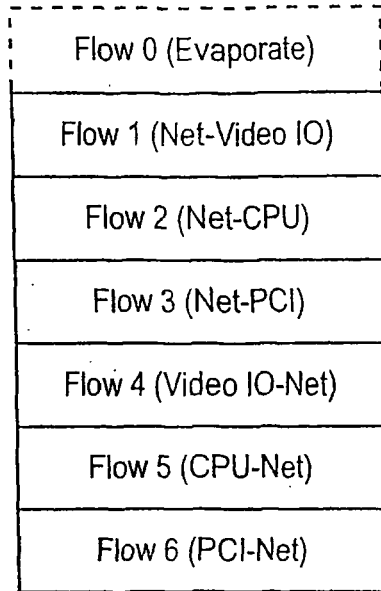 Flow 0 (Evaporate)
Flow 1 (Net-Video IO)
Flow 2 (Net-CPU)
Flow 3 (Net-PCI)
Flow 4 (Video IO-Net)
Flow 5 (CPU-Net)
Flow 6 (PCI-Net)